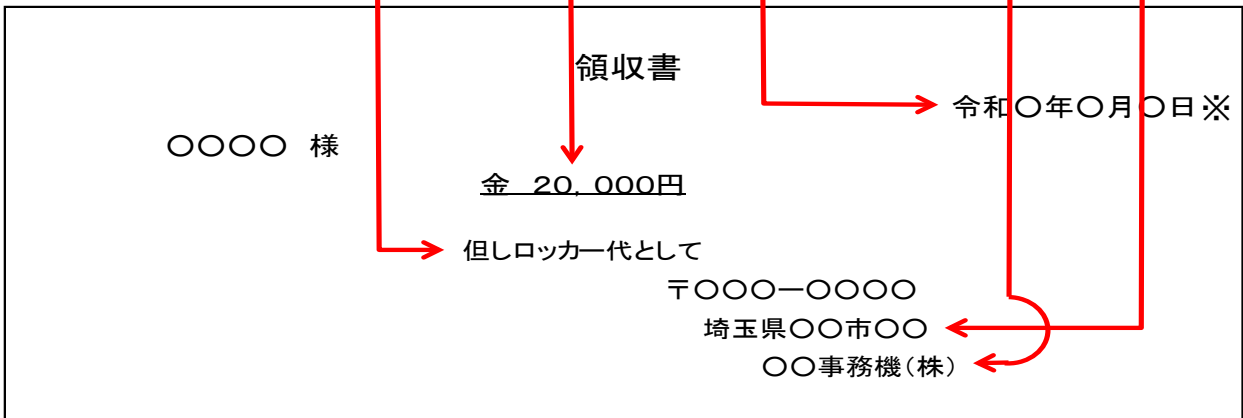 領収書
令和〇年〇月〇日※
〇〇〇〇 様
金 20,000円
但しロッカー代として
〒〇〇〇ー〇〇〇〇
埼玉県〇〇市〇〇
〇〇事務機(株)